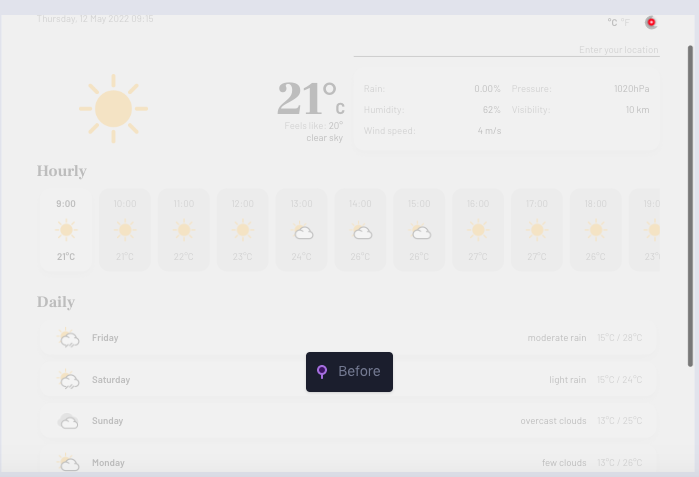 Thursday, 12 May 2022 09:15
°C °F
Enter your location
21°C
Feels like: 20°
clear sky
Rain: 0.00% Pressure: 1020hPa
Humidity: 62% Visibility: 10 km
Wind speed: 4 m/s
Hourly
9:00 10:00 11:00 12:00 13:00 14:00 15:00 16:00 17:00 18:00 19:0
21°C 21°C 22°C 23°C 24°C 26°C 26°C 27°C 27°C 26°C 23°
Daily
Friday moderate rain 15°C / 28°C
Saturday light rain 15°C / 24°C
Sunday overcast clouds 13°C / 25°C
Monday few clouds 13°C / 26°C
Before